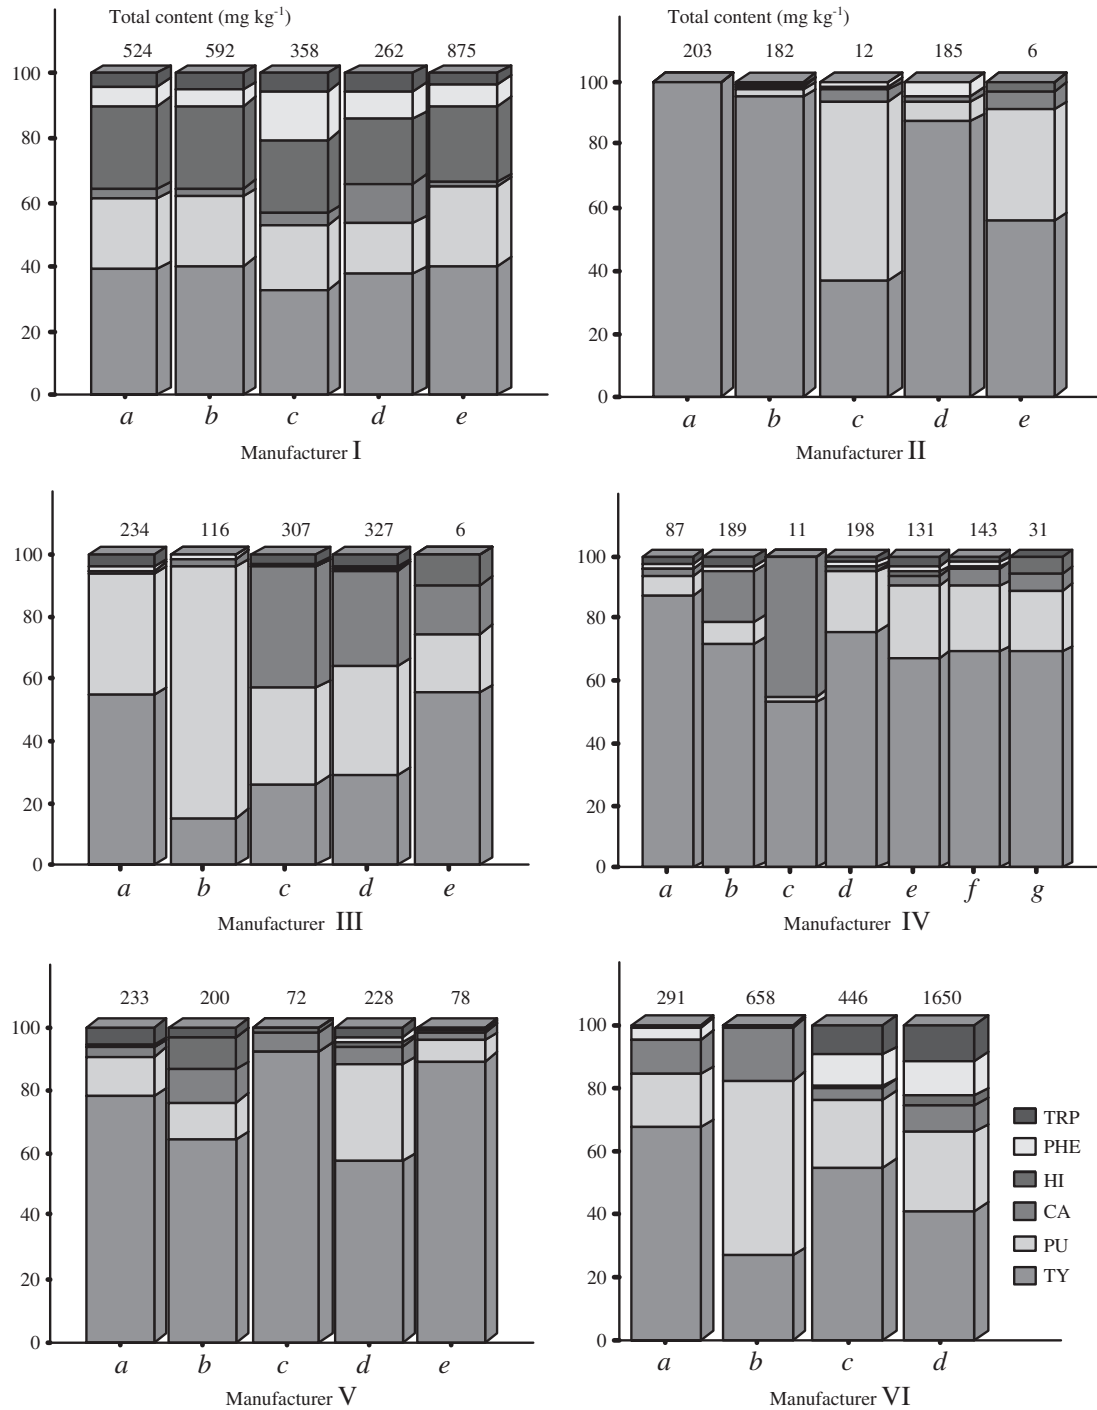 Total content (mg kg-1)
524 592 358 262 875
100
80
60
40
20
0
a b c d e
Manufacturer I
Total content (mg kg-1)
203 182 12 185 6
100
80
60
40
20
0
a b c d e
Manufacturer II
234 116 307 327 6
100
80
60
40
20
0
a b c d e
Manufacturer III
87 189 11 198 131 143 31
100
80
60
40
20
0
a b c d e f g
Manufacturer IV
233 200 72 228 78
100
80
60
40
20
0
a b c d e
Manufacturer V
291 658 446 1650
100
80
60
40
20
0
a b c d
Manufacturer VI
TRP
PHE
HI
CA
PU
TY